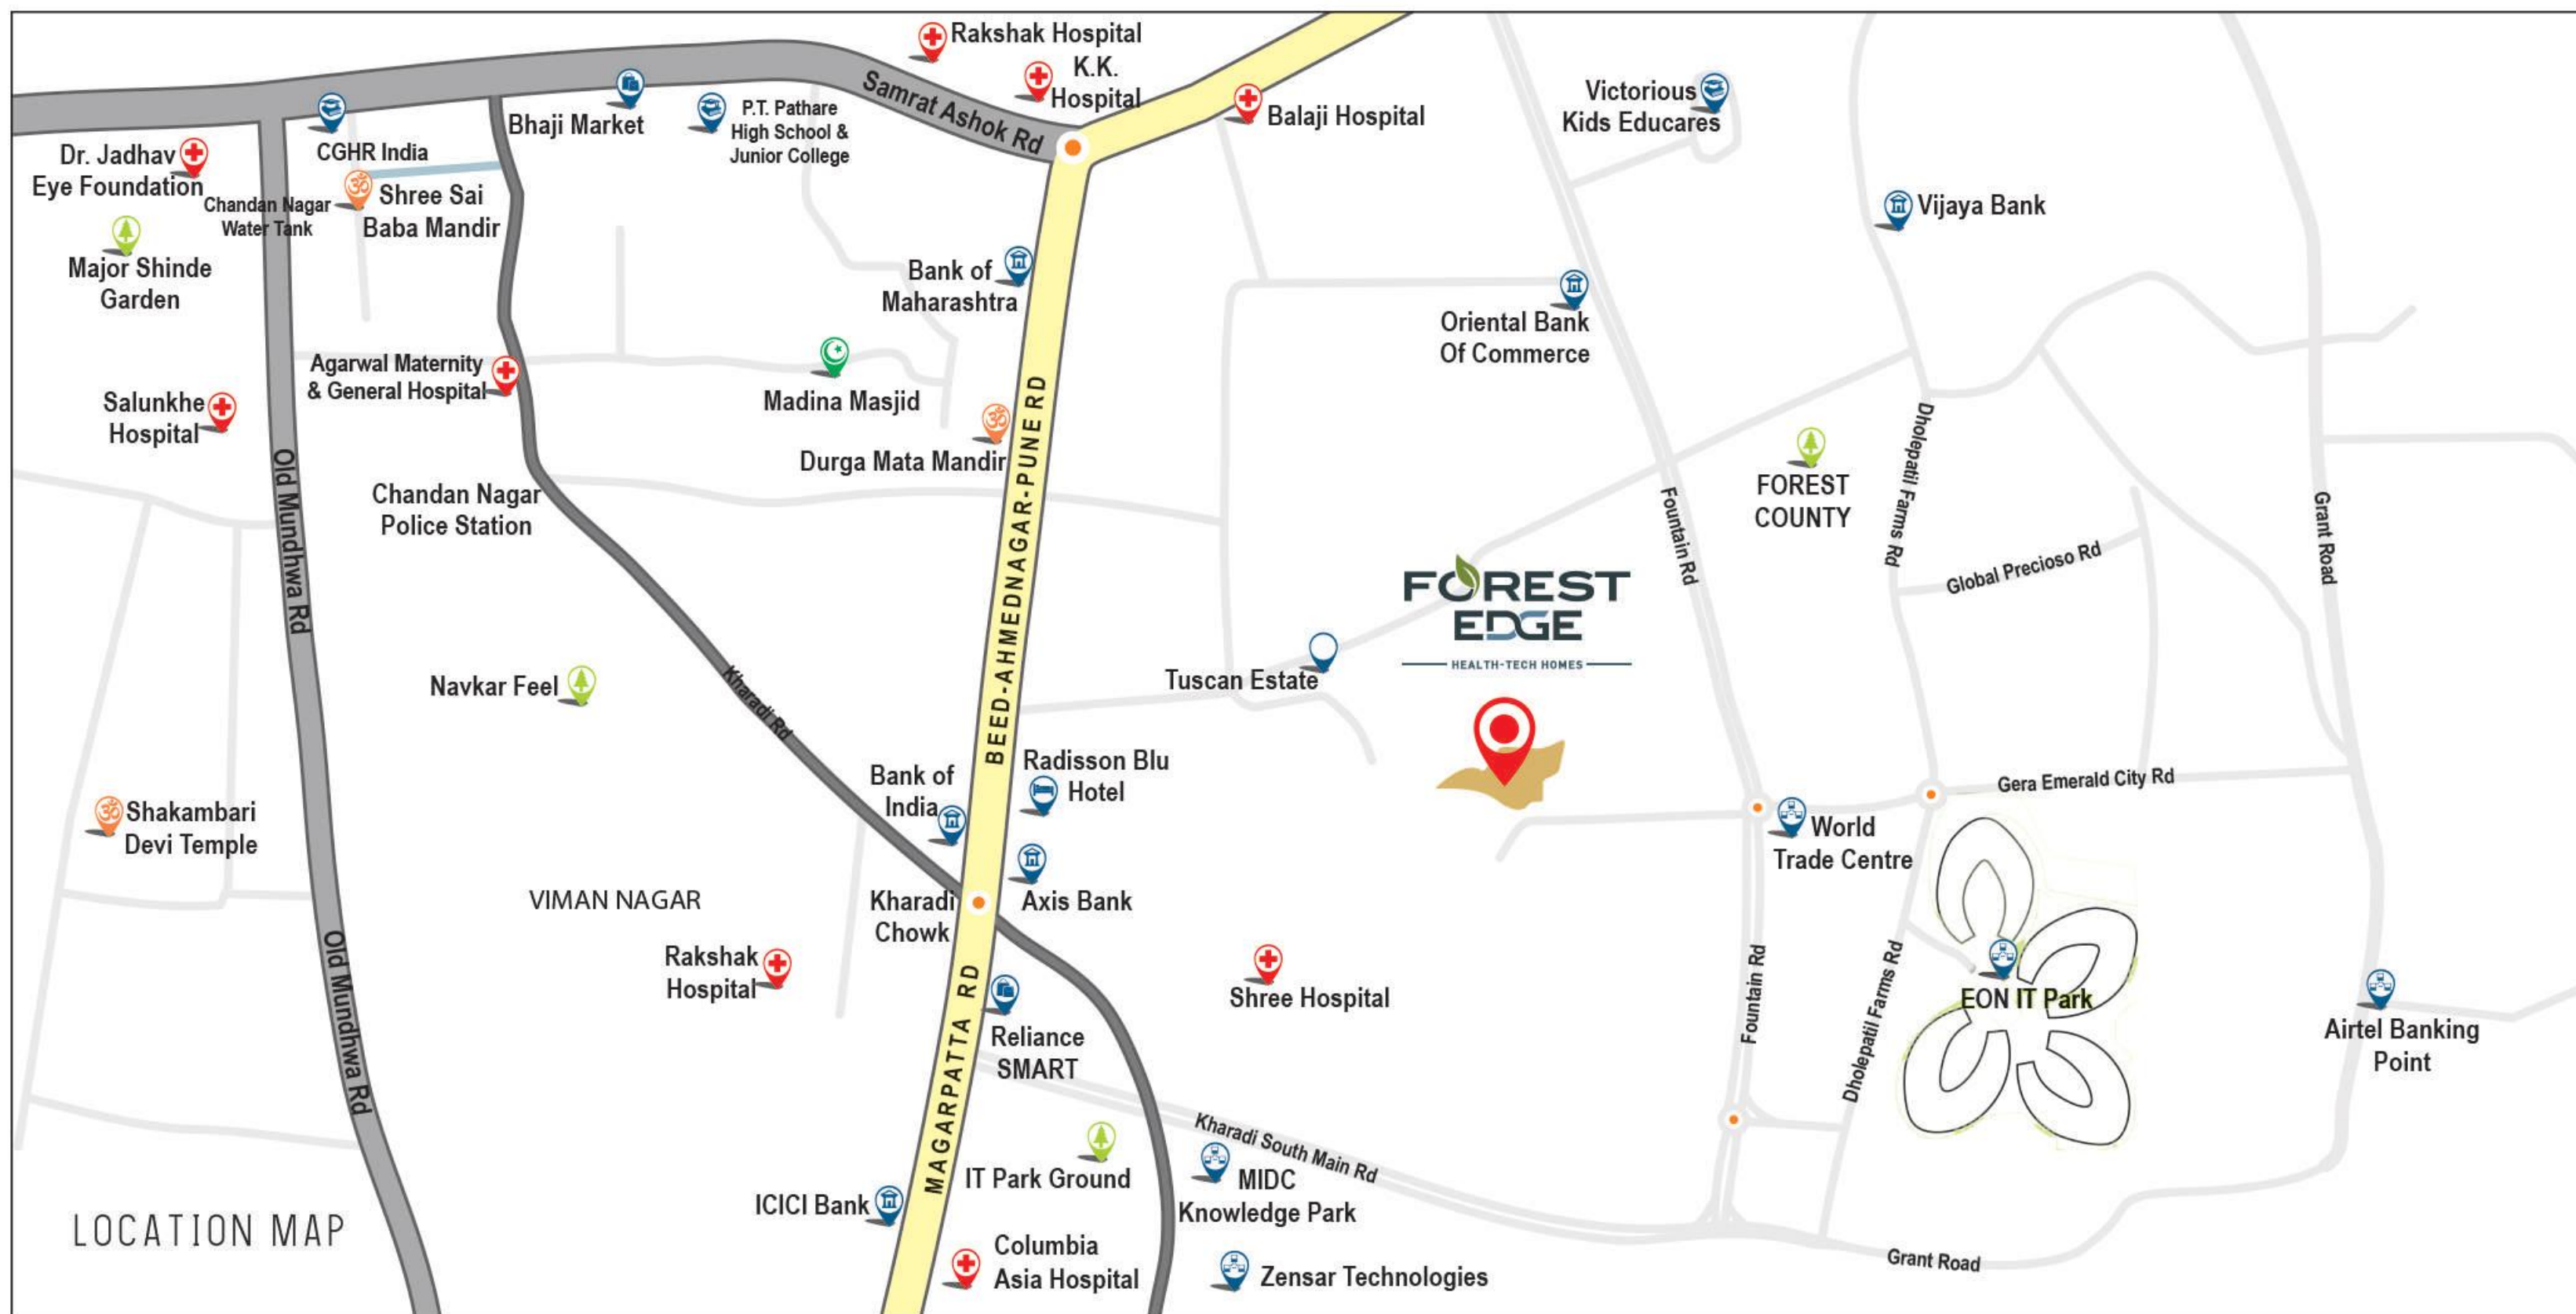 Rakshak Hospital
K.K.
Hospital
Samrat Ashok Rd
Balaji Hospital
Victorious
Kids Educares
Bhaji Market
P.T. Pathare
High School &
Junior College
CGHR India
Dr. Jadhav
Eye Foundation
Chandan Nagar
Water Tank
Shree Sai
Baba Mandir
Vijaya Bank
Major Shinde
Garden
Bank of
Maharashtra
Oriental Bank
Of Commerce
Agarwal Maternity
& General Hospital
Madina Masjid
Salunkhe
Hospital
Durga Mata Mandir
Old Mundhwa Rd
Chandan Nagar
Police Station
BEED-AHMEDNAGAR-PUNE RD
Fountain Rd
FOREST
COUNTY
Dholepatil Farms Rd
Global Precioso Rd
Grant Road
FOREST
EDGE
HEALTH-TECH HOMES
Tuscan Estate
Navkar Feel
Kharadi Rd
Radisson Blu
Hotel
Bank of
India
Gera Emerald City Rd
Shakambari
Devi Temple
World
Trade Centre
VIMAN NAGAR
Kharadi
Chowk
Axis Bank
Rakshak
Hospital
Shree Hospital
Old Mundhwa Rd
MAGARPATTA RD
Reliance
SMART
Fountain Rd
Dholepatil Farms Rd
EON IT Park
Airtel Banking
Point
Kharadi South Main Rd
IT Park Ground
MIDC
Knowledge Park
ICICI Bank
LOCATION MAP
Columbia
Asia Hospital
Zensar Technologies
Grant Road